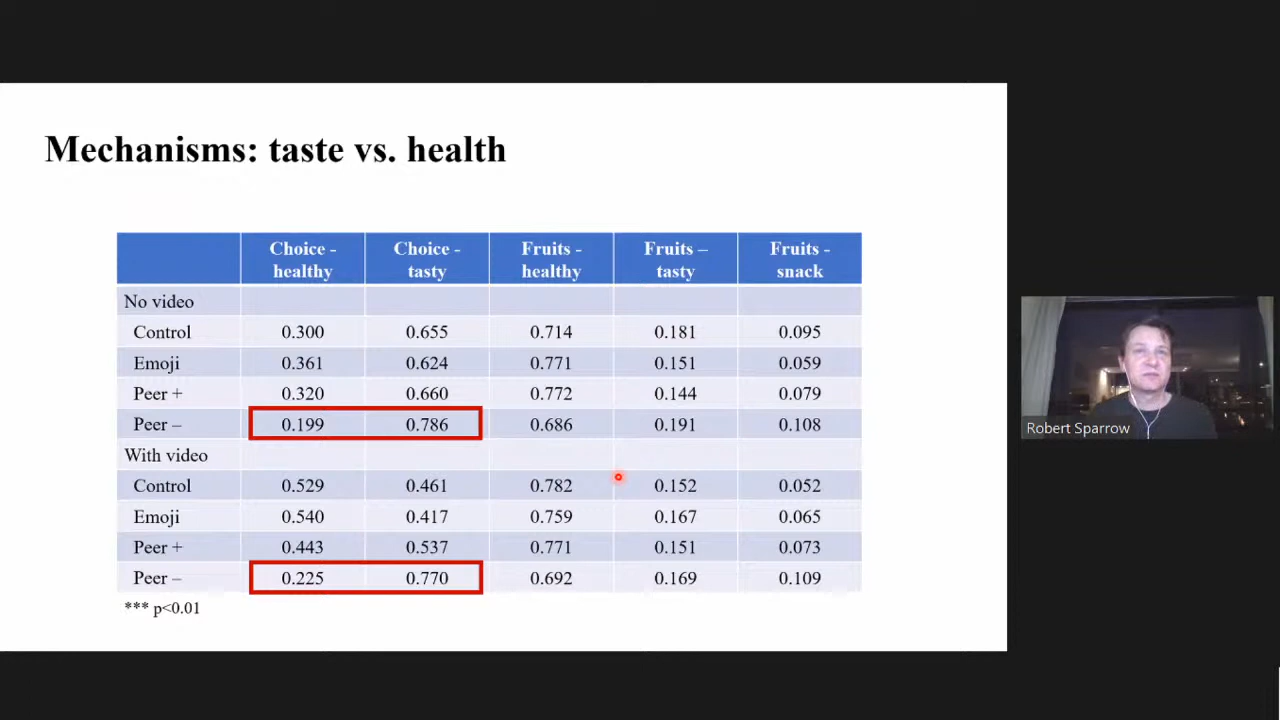 Mechanisms: taste vs. health
Choice - healthy Choice - tasty Fruits - healthy Fruits – tasty Fruits - snack
No video
Control 0.300 0.655 0.714 0.181 0.095
Emoji 0.361 0.624 0.771 0.151 0.059
Peer + 0.320 0.660 0.772 0.144 0.079
Peer – 0.199 0.786 0.686 0.191 0.108
With video
Control 0.529 0.461 0.782 0.152 0.052
Emoji 0.540 0.417 0.759 0.167 0.065
Peer + 0.443 0.537 0.771 0.151 0.073
Peer – 0.225 0.770 0.692 0.169 0.109
*** p<0.01
Robert Sparrow